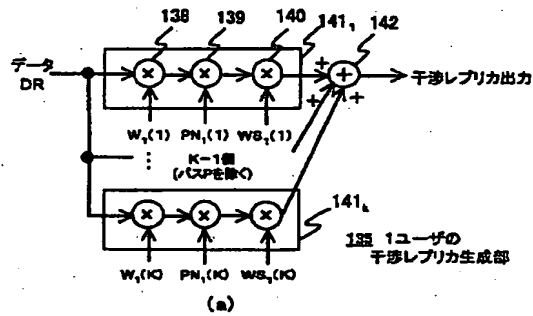 138 139 140 141₁ 142
データ
DR
× × × + + + +
干渉レプリカ出力
W₁(1) PN₁(1) WS₁(1)
⋮ K-1個
(パスPを除く)
× × ×
141ₖ
135 1ユーザの
干渉レプリカ生成部
W₁(K) PN₁(K) WS₁(K)
(a)